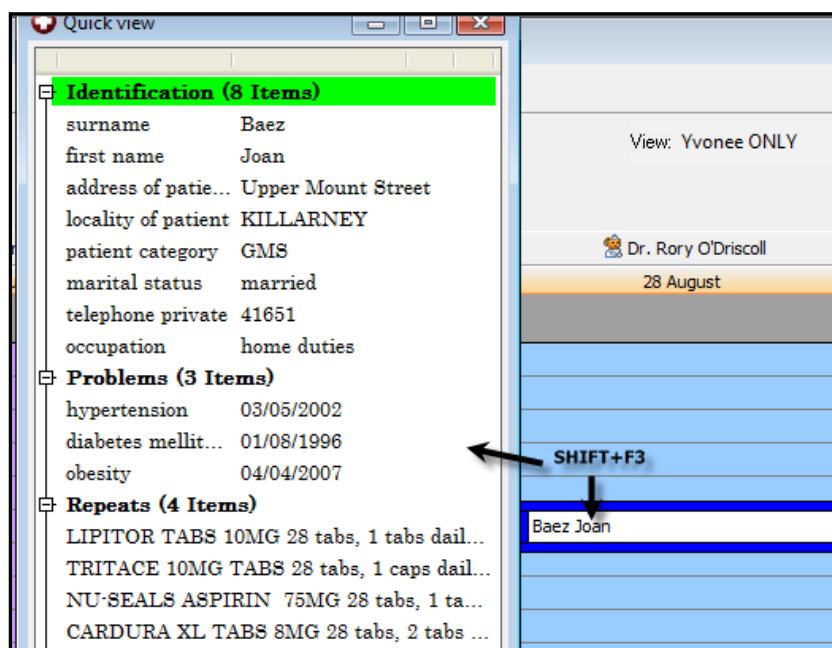 Quick view
Identification (8 Items)
surname Baez
first name Joan
address of patie... Upper Mount Street
locality of patient KILLARNEY
patient category GMS
marital status married
telephone private 41651
occupation home duties
Problems (3 Items)
hypertension 03/05/2002
diabetes mellit... 01/08/1996
obesity 04/04/2007
Repeats (4 Items)
LIPITOR TABS 10MG 28 tabs, 1 tabs dail...
TRITACE 10MG TABS 28 tabs, 1 caps dail...
NU-SEALS ASPIRIN 75MG 28 tabs, 1 ta...
CARDURA XL TABS 8MG 28 tabs, 2 tabs ...
View: Yvonee ONLY
Dr. Rory O'Driscoll
28 August
SHIFT+F3
Baez Joan